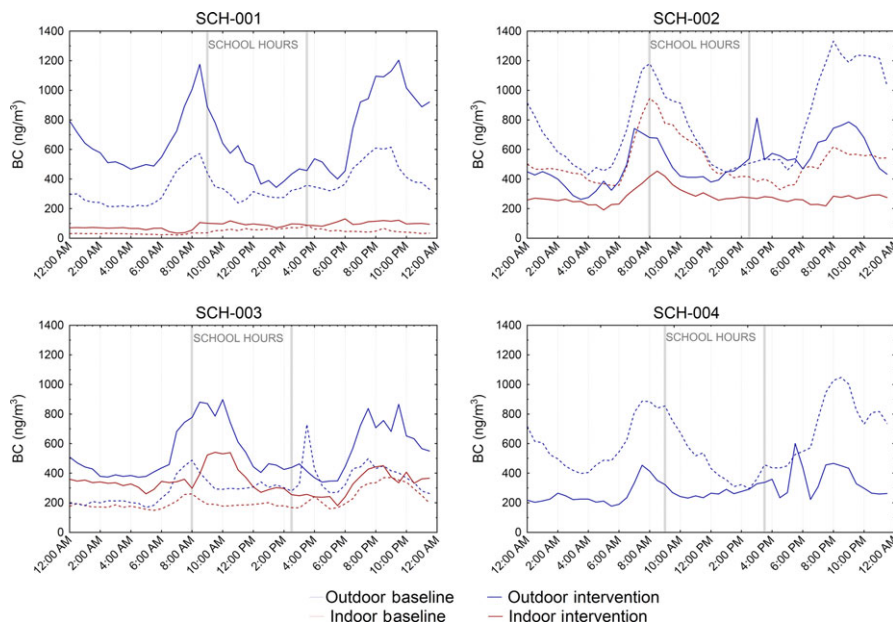 SCH-001
SCH-002
1400
1200
1000
800
600
400
200
0
BC (ng/m³)
SCHOOL HOURS
12:00 AM
2:00 AM
4:00 AM
6:00 AM
8:00 AM
10:00 AM
12:00 PM
2:00 PM
4:00 PM
6:00 PM
8:00 PM
10:00 PM
12:00 AM
1400
1200
1000
800
600
400
200
0
BC (ng/m³)
SCHOOL HOURS
12:00 AM
2:00 AM
4:00 AM
6:00 AM
8:00 AM
10:00 AM
12:00 PM
2:00 PM
4:00 PM
6:00 PM
8:00 PM
10:00 PM
12:00 AM
SCH-003
SCH-004
1400
1200
1000
800
600
400
200
0
BC (ng/m³)
SCHOOL HOURS
12:00 AM
2:00 AM
4:00 AM
6:00 AM
8:00 AM
10:00 AM
12:00 PM
2:00 PM
4:00 PM
6:00 PM
8:00 PM
10:00 PM
12:00 AM
1400
1200
1000
800
600
400
200
0
BC (ng/m³)
SCHOOL HOURS
12:00 AM
2:00 AM
4:00 AM
6:00 AM
8:00 AM
10:00 AM
12:00 PM
2:00 PM
4:00 PM
6:00 PM
8:00 PM
10:00 PM
12:00 AM
Outdoor baseline
Outdoor intervention
Indoor baseline
Indoor intervention